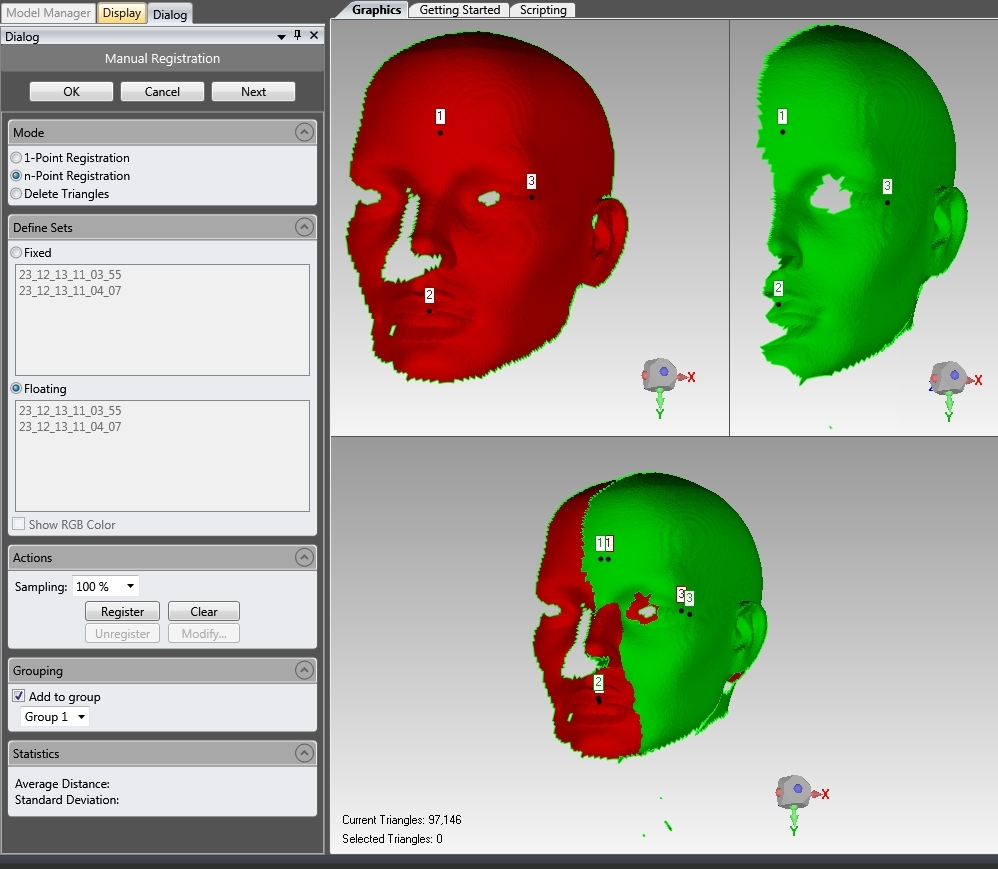 Model Manager Display Dialog
Dialog
Manual Registration
OK Cancel Next
Mode
1-Point Registration
n-Point Registration
Delete Triangles
Define Sets
Fixed
23_12_13_11_03_55
23_12_13_11_04_07
Floating
23_12_13_11_03_55
23_12_13_11_04_07
Show RGB Color
Actions
Sampling: 100 %
Register Clear
Unregister Modify...
Grouping
Add to group
Group 1
Statistics
Average Distance:
Standard Deviation:
Graphics Getting Started Scripting
1
3
2
X
Y
1
3
2
X
Y
1 1
3 3
2
X
Y
Current Triangles: 97,146
Selected Triangles: 0